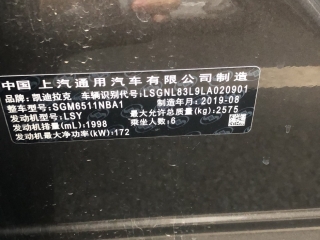 中国 上汽通用汽车有限公司制造
品牌: 凯迪拉克 车辆识别代号: LSGNL83L9LA020901
整车型号: SGM6511NBA1 制造年月: 2019-08
发动机型号: LSY 最大允许总质量(kg): 2575
发动机排量(mL): 1998 乘坐人数: 6
发动机最大净功率(kW): 172